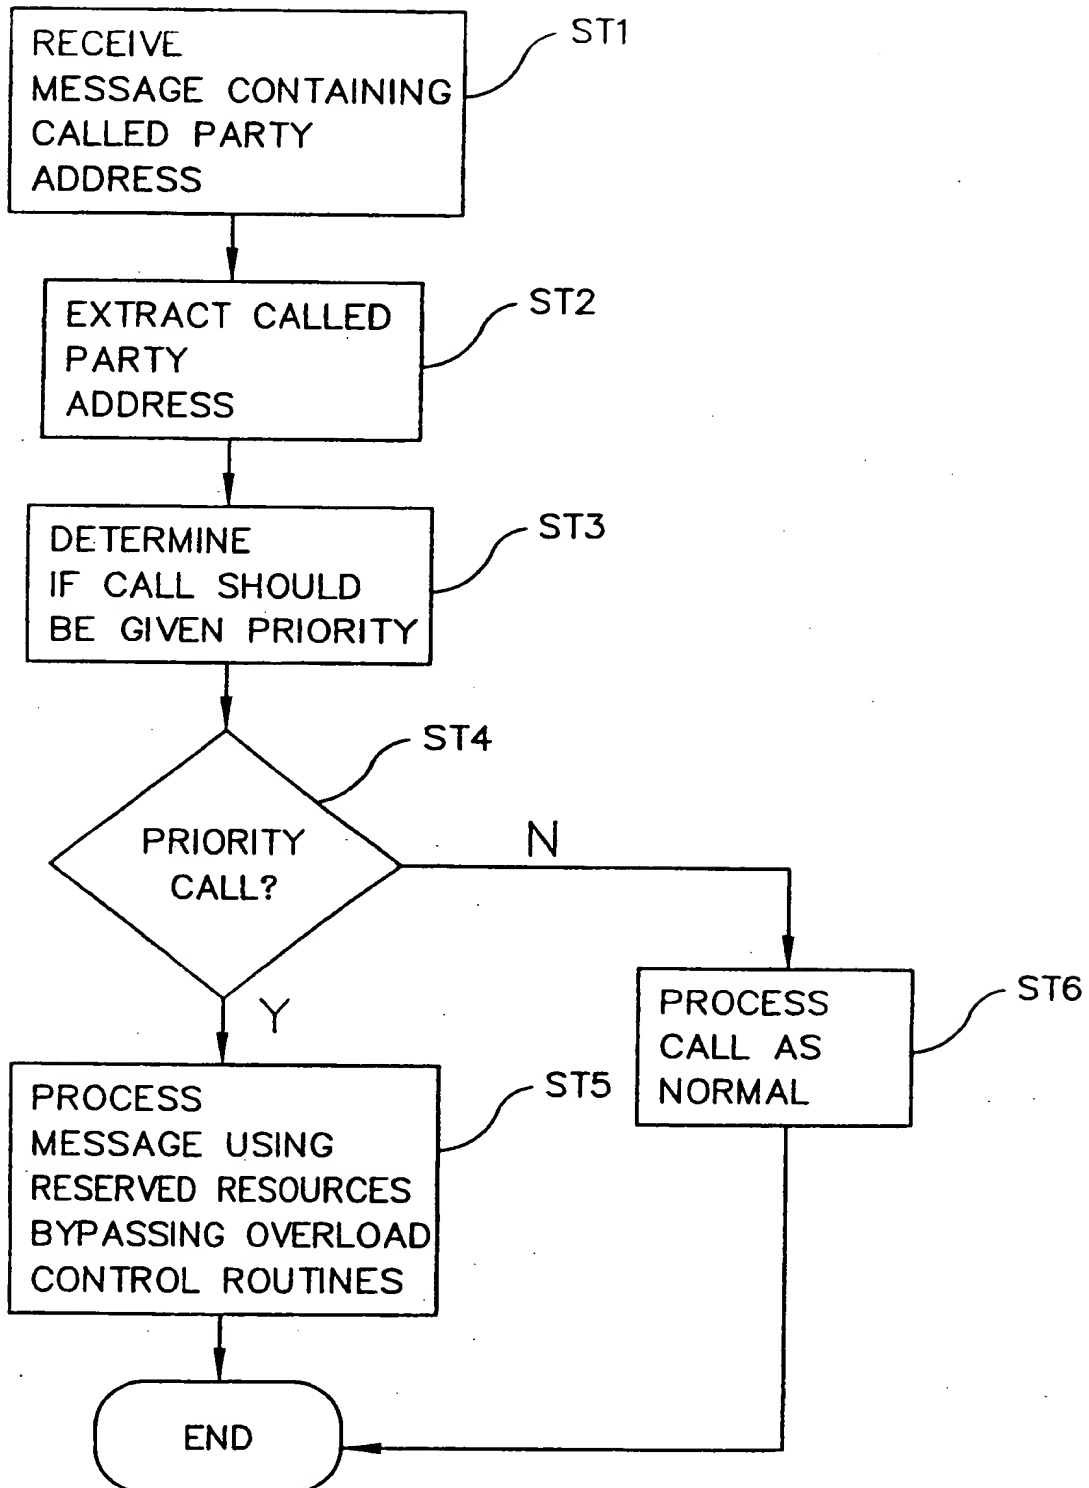 RECEIVE
MESSAGE CONTAINING
CALLED PARTY
ADDRESS
ST1
EXTRACT CALLED
PARTY
ADDRESS
ST2
DETERMINE
IF CALL SHOULD
BE GIVEN PRIORITY
ST3
PRIORITY
CALL?
ST4
N
Y
PROCESS
CALL AS
NORMAL
ST6
PROCESS
MESSAGE USING
RESERVED RESOURCES
BYPASSING OVERLOAD
CONTROL ROUTINES
ST5
END